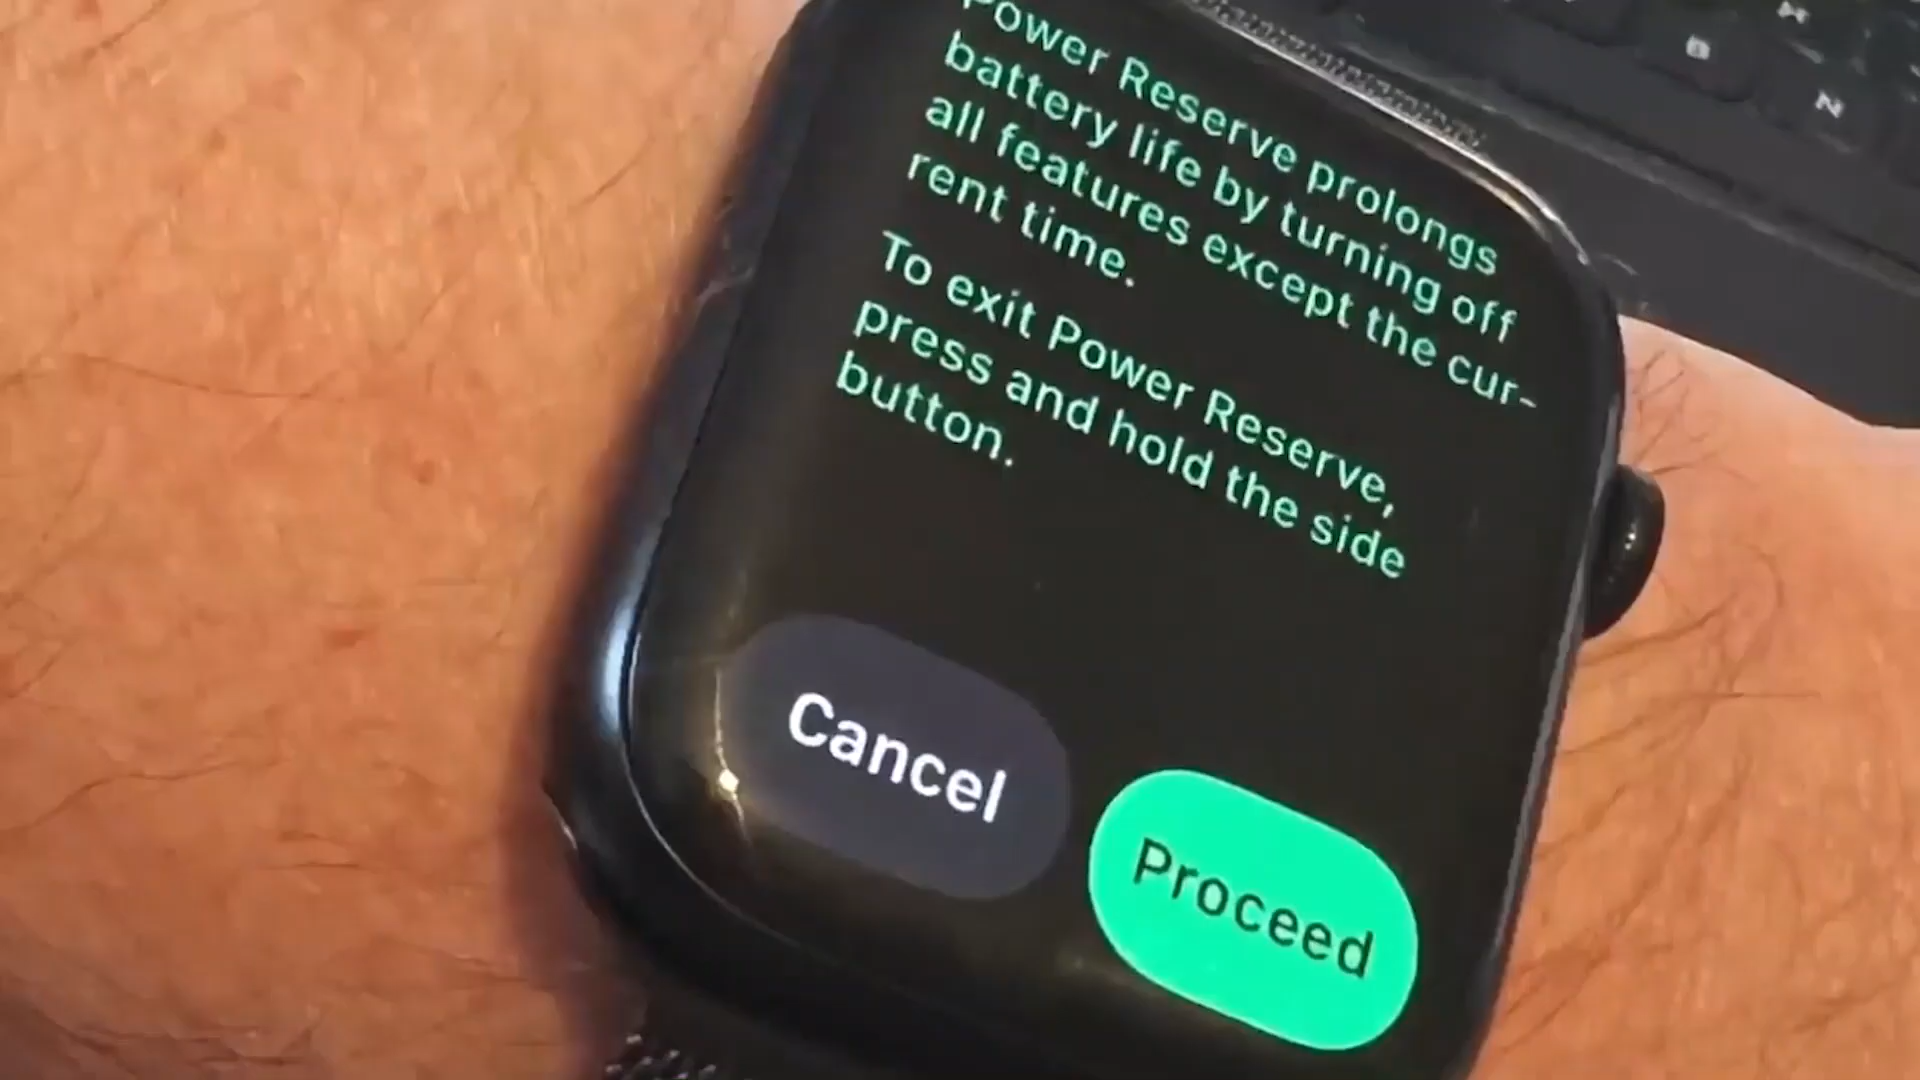 Power Reserve prolongs
battery life by turning off
all features except the cur-
rent time.
To exit Power Reserve,
press and hold the side
button.
Cancel
Proceed
N